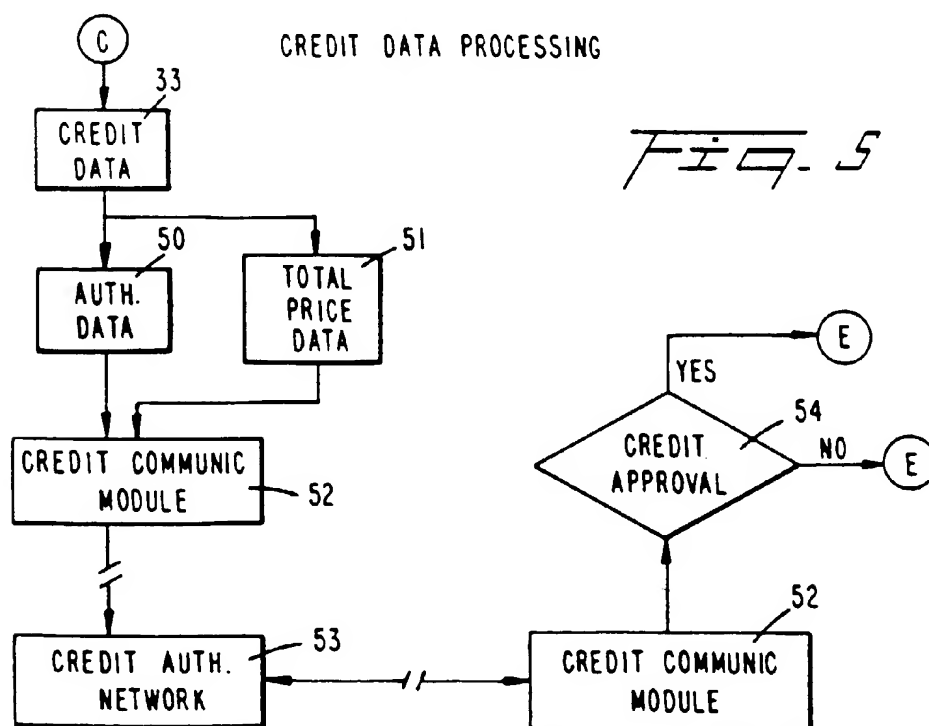 C
CREDIT DATA PROCESSING
33
CREDIT
DATA
Fig. 5
50
AUTH.
DATA
51
TOTAL
PRICE
DATA
CREDIT COMMUNIC
MODULE
52
53
CREDIT AUTH.
NETWORK
52
CREDIT COMMUNIC
MODULE
54
CREDIT
APPROVAL
YES
E
NO
E